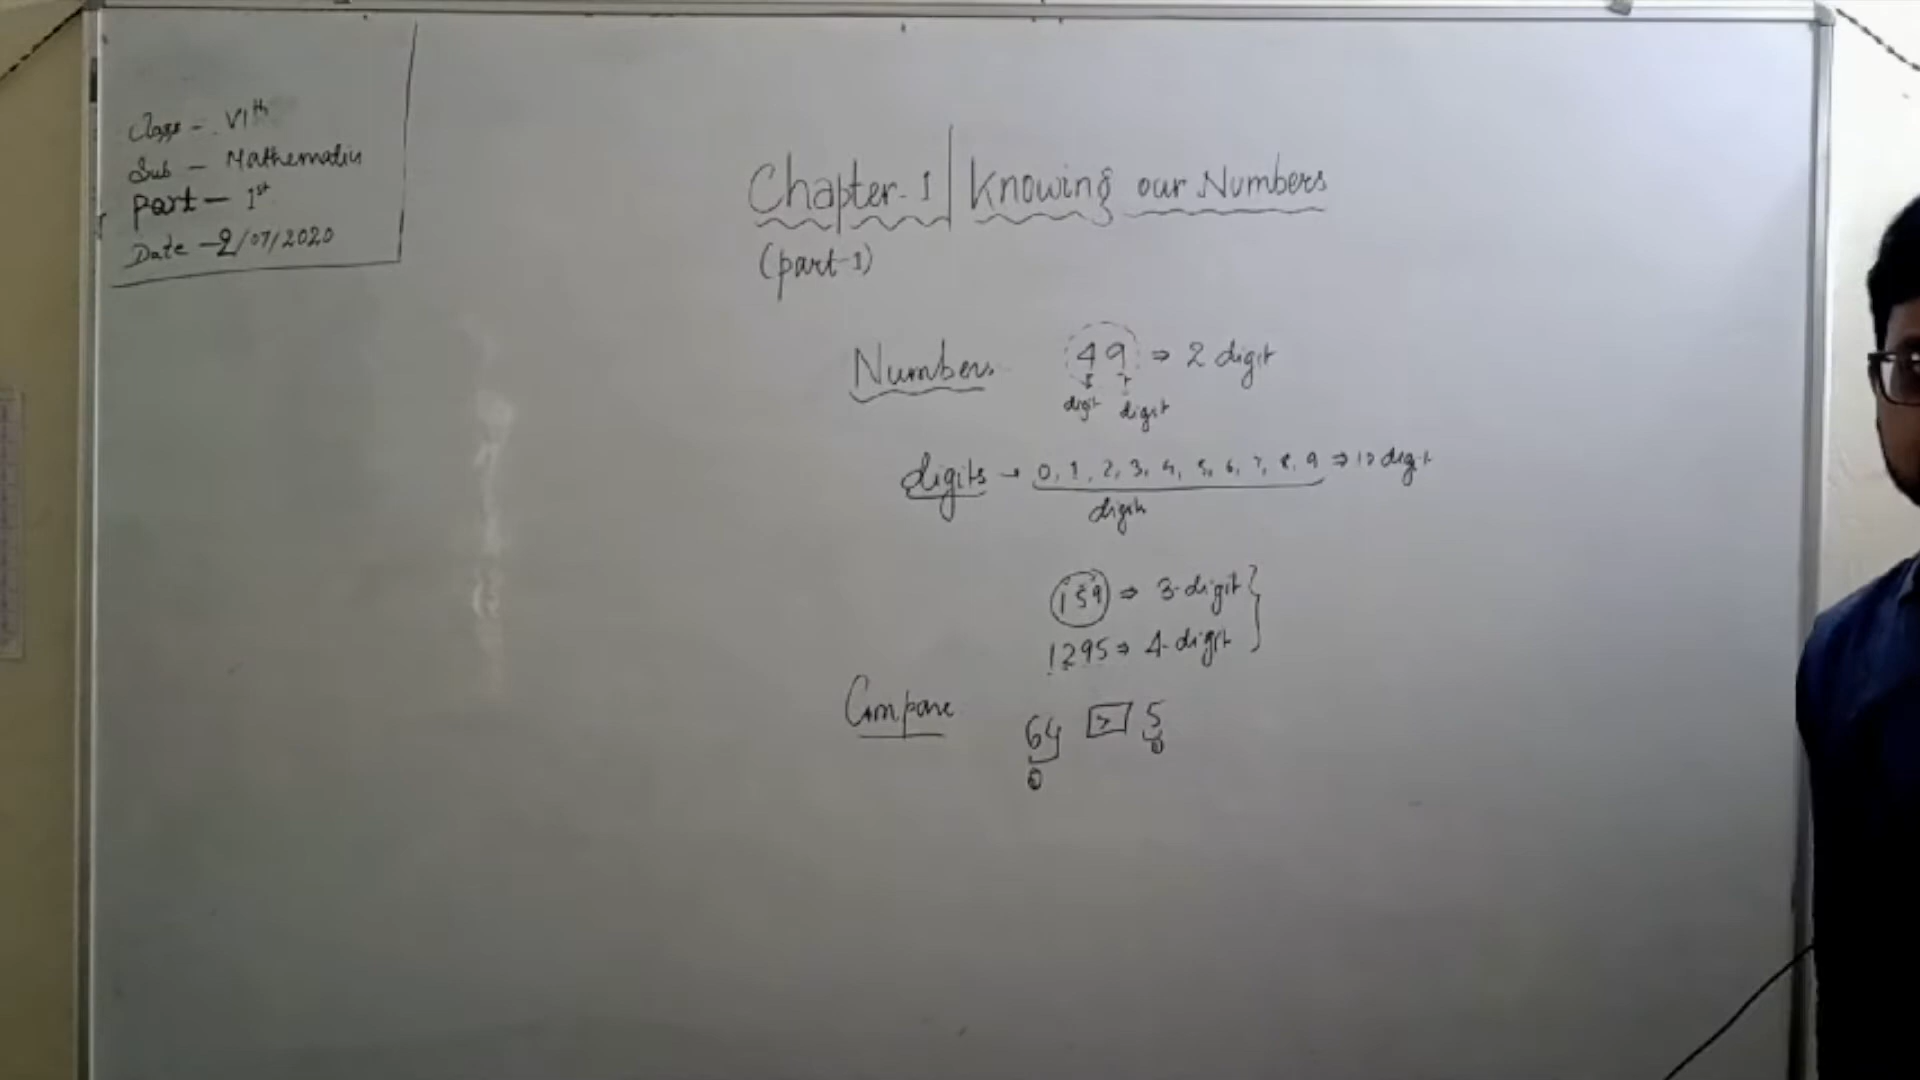 Class - VIth
Sub - Mathematics
Part - 1st
Date - 2/07/2020
Chapter-1 | Knowing our Numbers
(part-1)
Numbers 49 ⇒ 2 digit
digit digit
digits → 0, 1, 2, 3, 4, 5, 6, 7, 8, 9 ⇒ 10 digit
digits
159 ⇒ 3-digit }
1295 ⇒ 4-digit
Compare 64 > 5